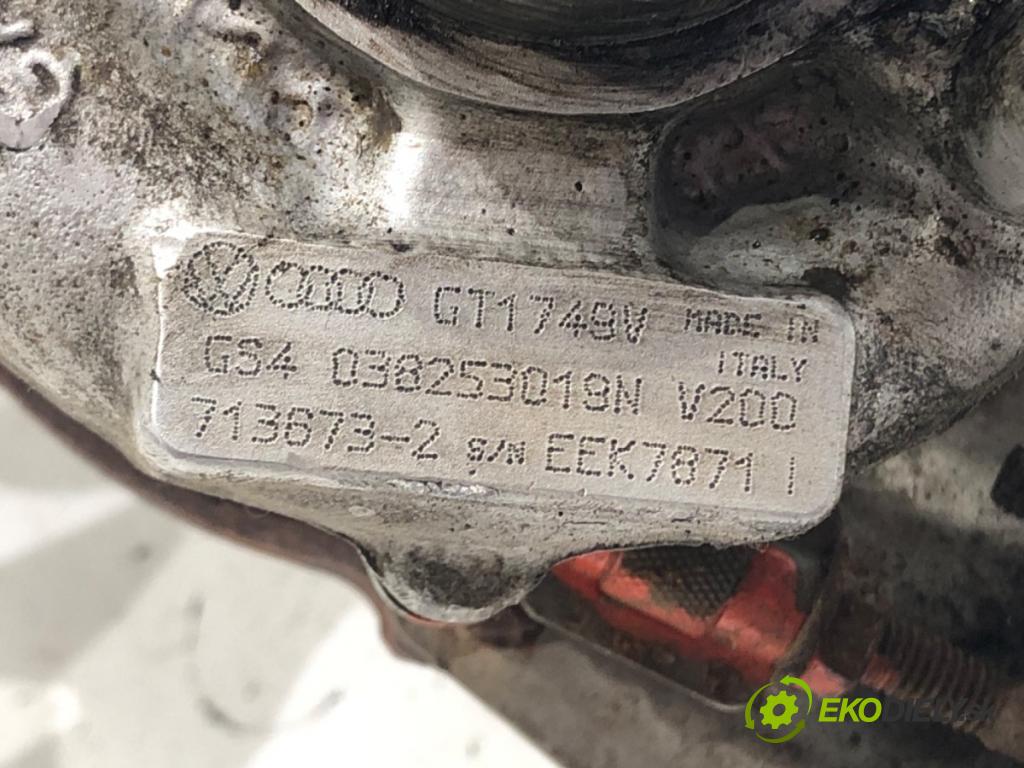 GT1749V MADE IN
ITALY
GS4 038253019N V200
713673-2 S/N EEK7871 I
EKODIELY.sk